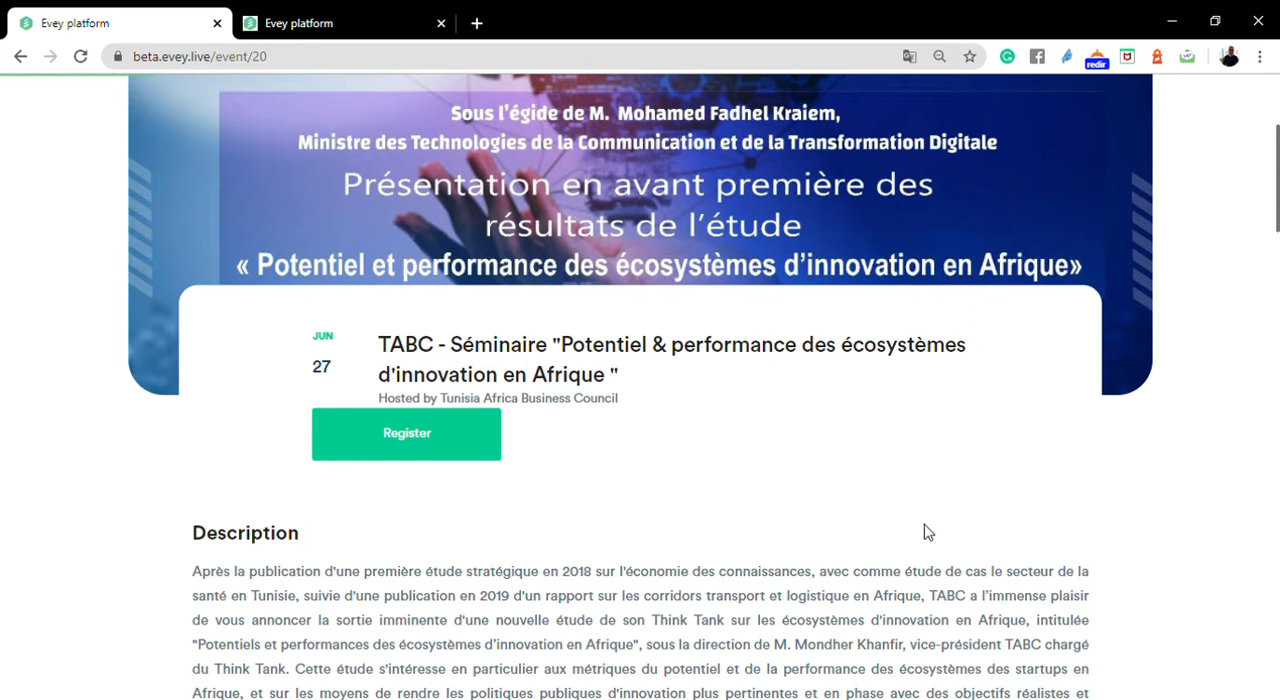 Evey platform
Evey platform
beta.evey.live/event/20
redir
Sous l'égide de M. Mohamed Fadhel Kraiem,
Ministre des Technologies de la Communication et de la Transformation Digitale
Présentation en avant première des
résultats de l'étude
« Potentiel et performance des écosystèmes d'innovation en Afrique»
JUN
27
TABC - Séminaire "Potentiel & performance des écosystèmes
d'innovation en Afrique "
Hosted by Tunisia Africa Business Council
Register
Description
Après la publication d'une première étude stratégique en 2018 sur l'économie des connaissances, avec comme étude de cas le secteur de la
santé en Tunisie, suivie d'une publication en 2019 d'un rapport sur les corridors transport et logistique en Afrique, TABC a l'immense plaisir
de vous annoncer la sortie imminente d'une nouvelle étude de son Think Tank sur les écosystèmes d'innovation en Afrique, intitulée
"Potentiels et performances des écosystèmes d'innovation en Afrique", sous la direction de M. Mondher Khanfir, vice-président TABC chargé
du Think Tank. Cette étude s'intéresse en particulier aux métriques du potentiel et de la performance des écosystèmes des startups en
Afrique, et sur les moyens de rendre les politiques publiques d'innovation plus pertinentes et en phase avec des objectifs réalistes et